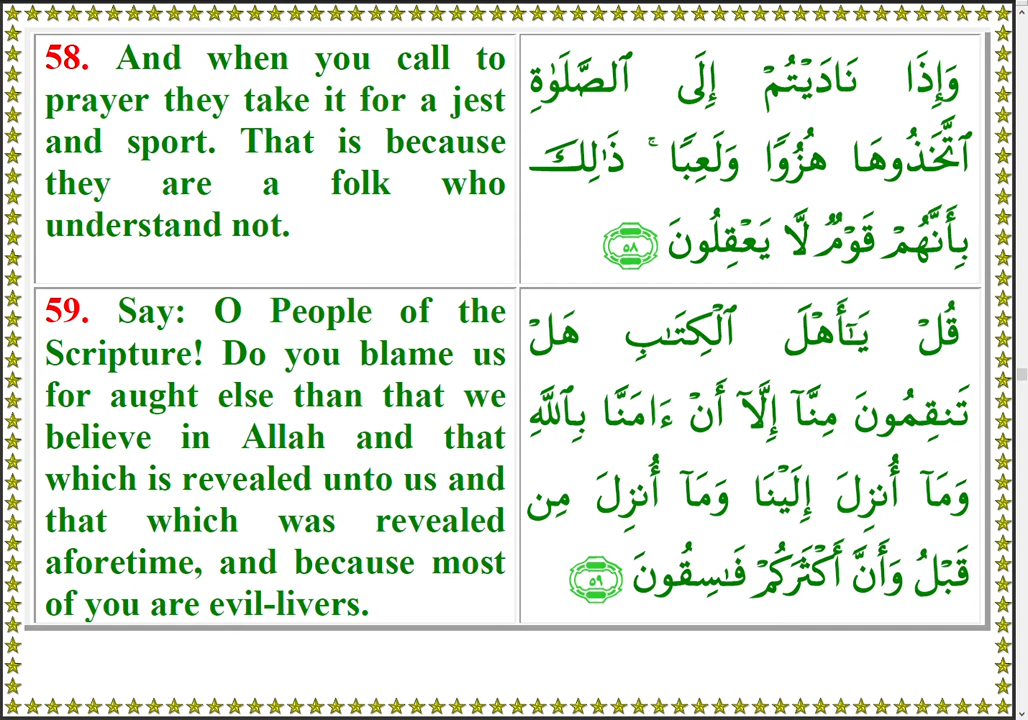 58. And when you call to
prayer they take it for a jest
and sport. That is because
they are a folk who
understand not.
وَإِذَا نَادَيْتُمْ إِلَى ٱلصَّلَوٰةِ
ٱتَّخَذُوهَا هُزُوًا وَلَعِبًا ۚ ذَٰلِكَ
بِأَنَّهُمْ قَوْمٌ لَّا يَعْقِلُونَ ٥٨
59. Say: O People of the
Scripture! Do you blame us
for aught else than that we
believe in Allah and that
which is revealed unto us and
that which was revealed
aforetime, and because most
of you are evil-livers.
قُلْ يَٰٓأَهْلَ ٱلْكِتَٰبِ هَلْ
تَنقِمُونَ مِنَّآ إِلَّآ أَنْ ءَامَنَّا بِٱللَّهِ
وَمَآ أُنزِلَ إِلَيْنَا وَمَآ أُنزِلَ مِن
قَبْلُ وَأَنَّ أَكْثَرَكُمْ فَٰسِقُونَ ٥٩